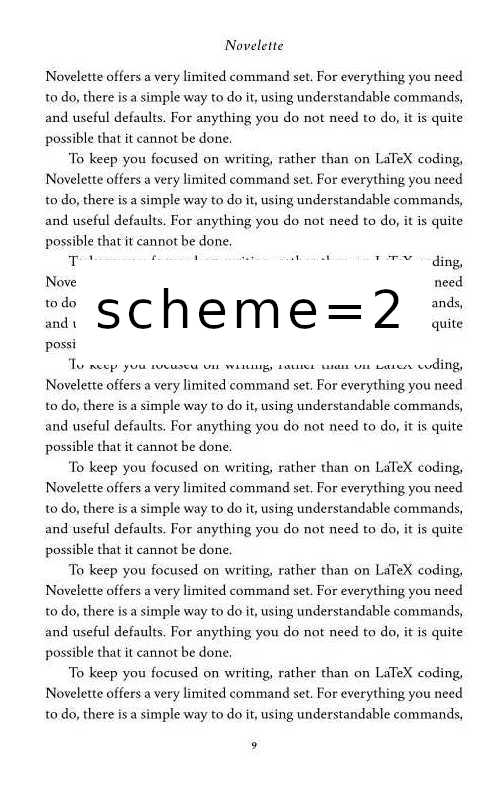 Novelette
Novelette offers a very limited command set. For everything you need
to do, there is a simple way to do it, using understandable commands,
and useful defaults. For anything you do not need to do, it is quite
possible that it cannot be done.
To keep you focused on writing, rather than on LaTeX coding,
Novelette offers a very limited command set. For everything you need
to do, there is a simple way to do it, using understandable commands,
and useful defaults. For anything you do not need to do, it is quite
possible that it cannot be done.
coding,
need
to do
and quite
scheme=2
To keep you focused on writing, rather than on LaTeX coding,
Novelette offers a very limited command set. For everything you need
to do, there is a simple way to do it, using understandable commands,
and useful defaults. For anything you do not need to do, it is quite
possible that it cannot be done.
To keep you focused on writing, rather than on LaTeX coding,
Novelette offers a very limited command set. For everything you need
to do, there is a simple way to do it, using understandable commands,
and useful defaults. For anything you do not need to do, it is quite
possible that it cannot be done.
To keep you focused on writing, rather than on LaTeX coding,
Novelette offers a very limited command set. For everything you need
to do, there is a simple way to do it, using understandable commands,
and useful defaults. For anything you do not need to do, it is quite
possible that it cannot be done.
To keep you focused on writing, rather than on LaTeX coding,
Novelette offers a very limited command set. For everything you need
to do, there is a simple way to do it, using understandable commands,
9